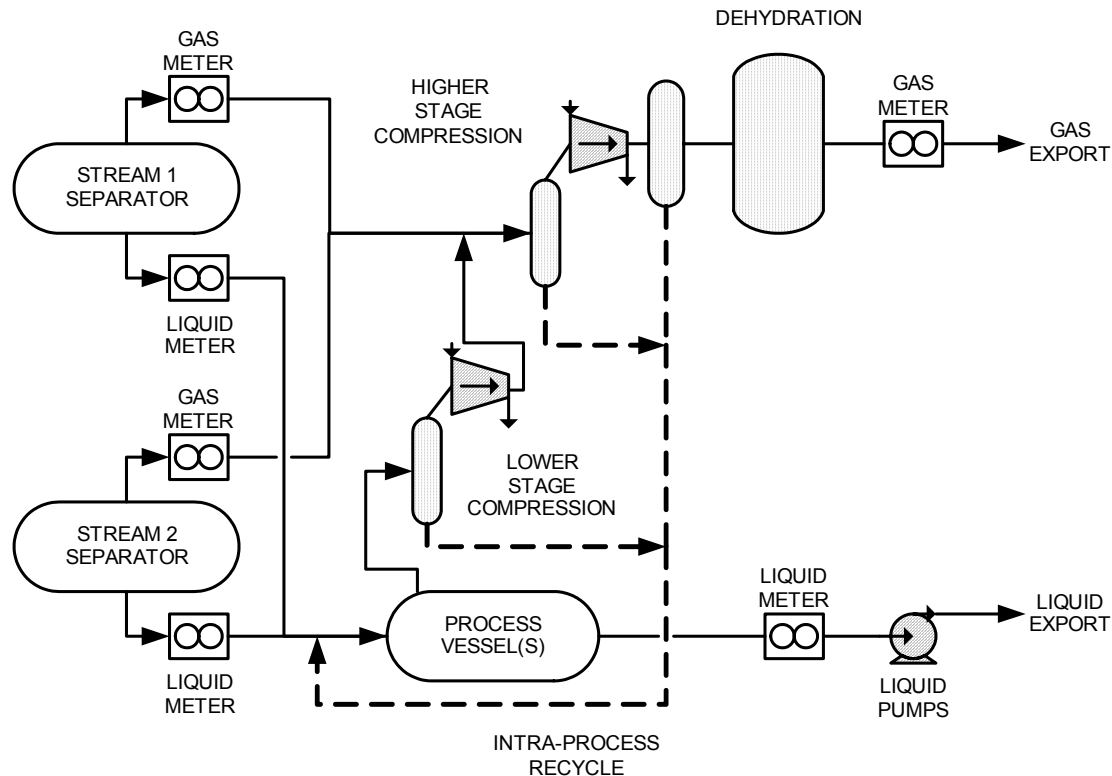 DEHYDRATION
GAS
METER
HIGHER
STAGE
COMPRESSION
GAS
METER
GAS
EXPORT
STREAM 1
SEPARATOR
LIQUID
METER
GAS
METER
LOWER
STAGE
COMPRESSION
STREAM 2
SEPARATOR
LIQUID
METER
LIQUID
EXPORT
PROCESS
VESSEL(S)
LIQUID
METER
LIQUID
PUMPS
INTRA-PROCESS
RECYCLE